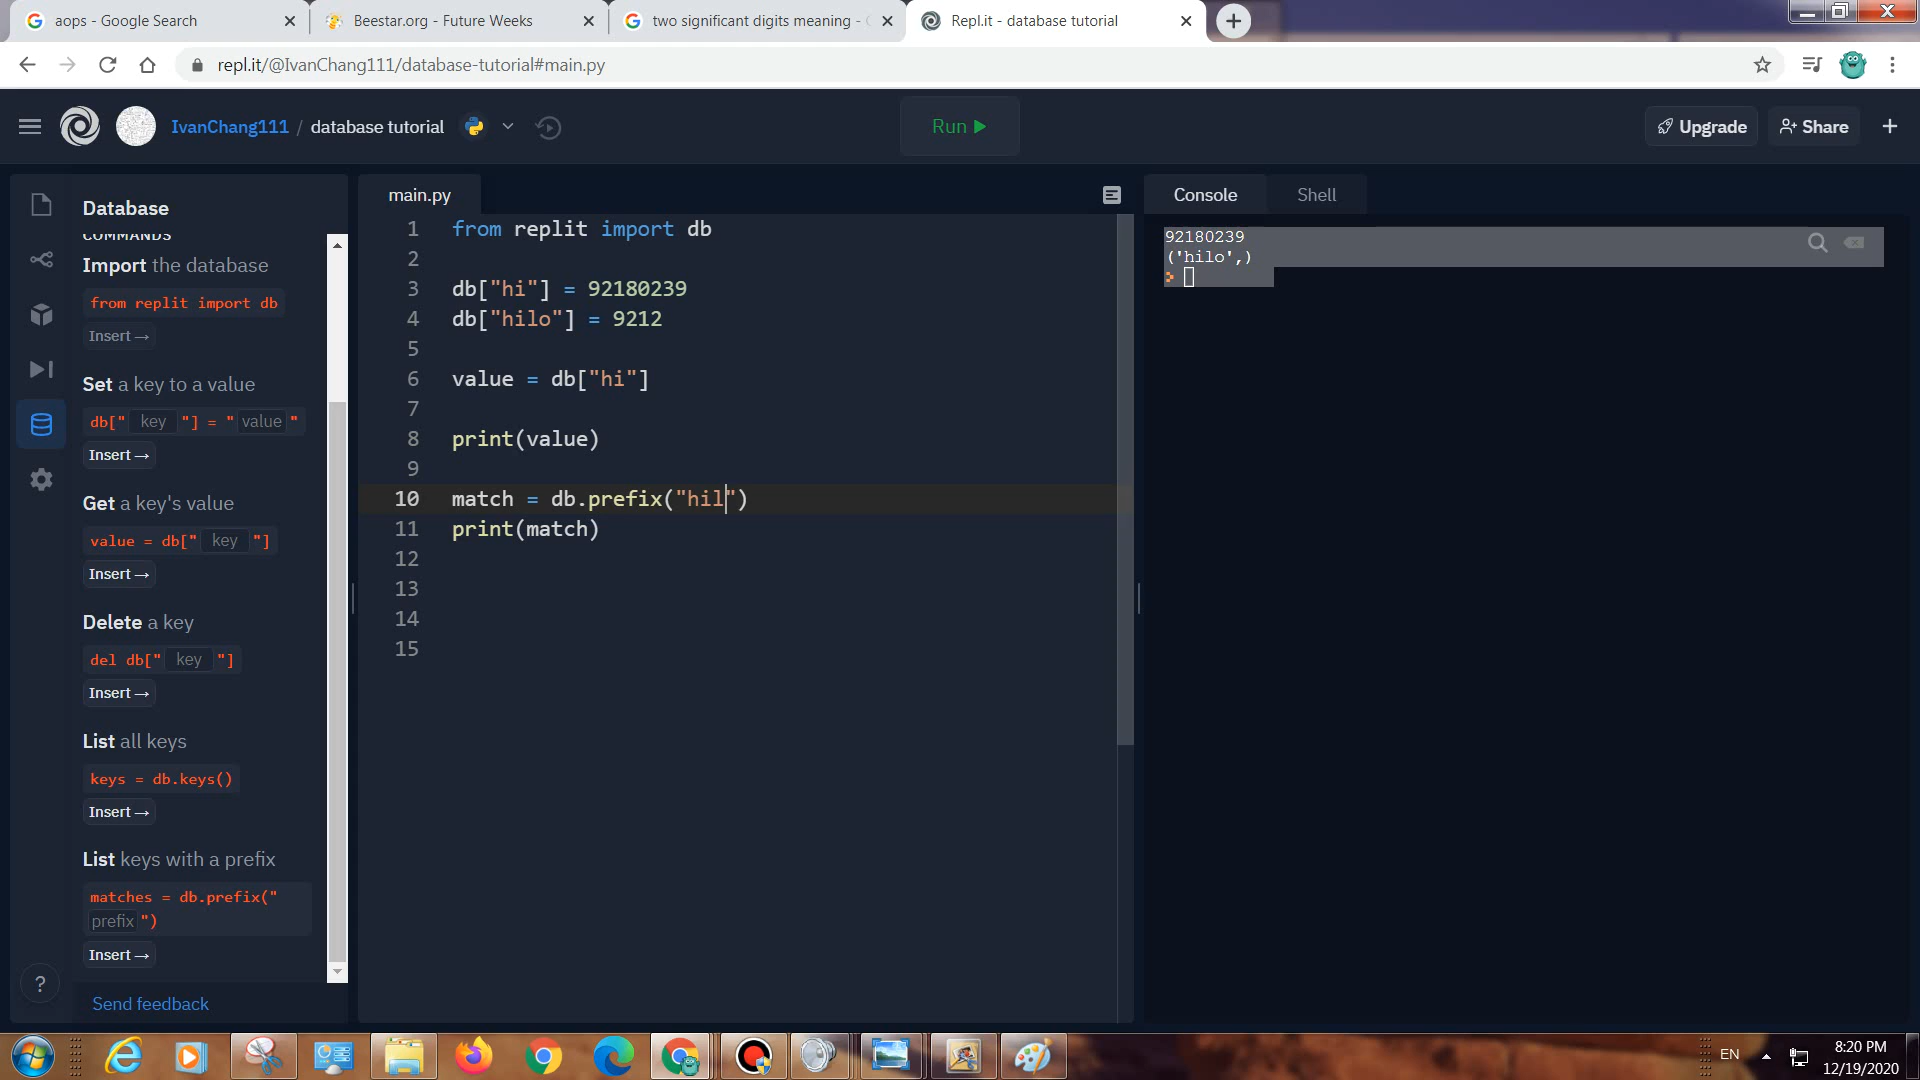 aops - Google Search
Beestar.org - Future Weeks
two significant digits meaning -
Repl.it - database tutorial
repl.it/@IvanChang111/database-tutorial#main.py
IvanChang111 / database tutorial
Run
Upgrade
Share
Database
COMMANDS
Import the database
from replit import db
Insert →
Set a key to a value
db[" key "] = " value "
Insert →
Get a key's value
value = db[" key "]
Insert →
Delete a key
del db[" key "]
Insert →
List all keys
keys = db.keys()
Insert →
List keys with a prefix
matches = db.prefix("
prefix ")
Insert →
Send feedback
?
main.py
1 from replit import db
2
3 db["hi"] = 92180239
4 db["hilo"] = 9212
5
6 value = db["hi"]
7
8 print(value)
9
10 match = db.prefix("hil")
11 print(match)
12
13
14
15
Console
Shell
92180239
('hilo',)
>
EN
8:20 PM
12/19/2020